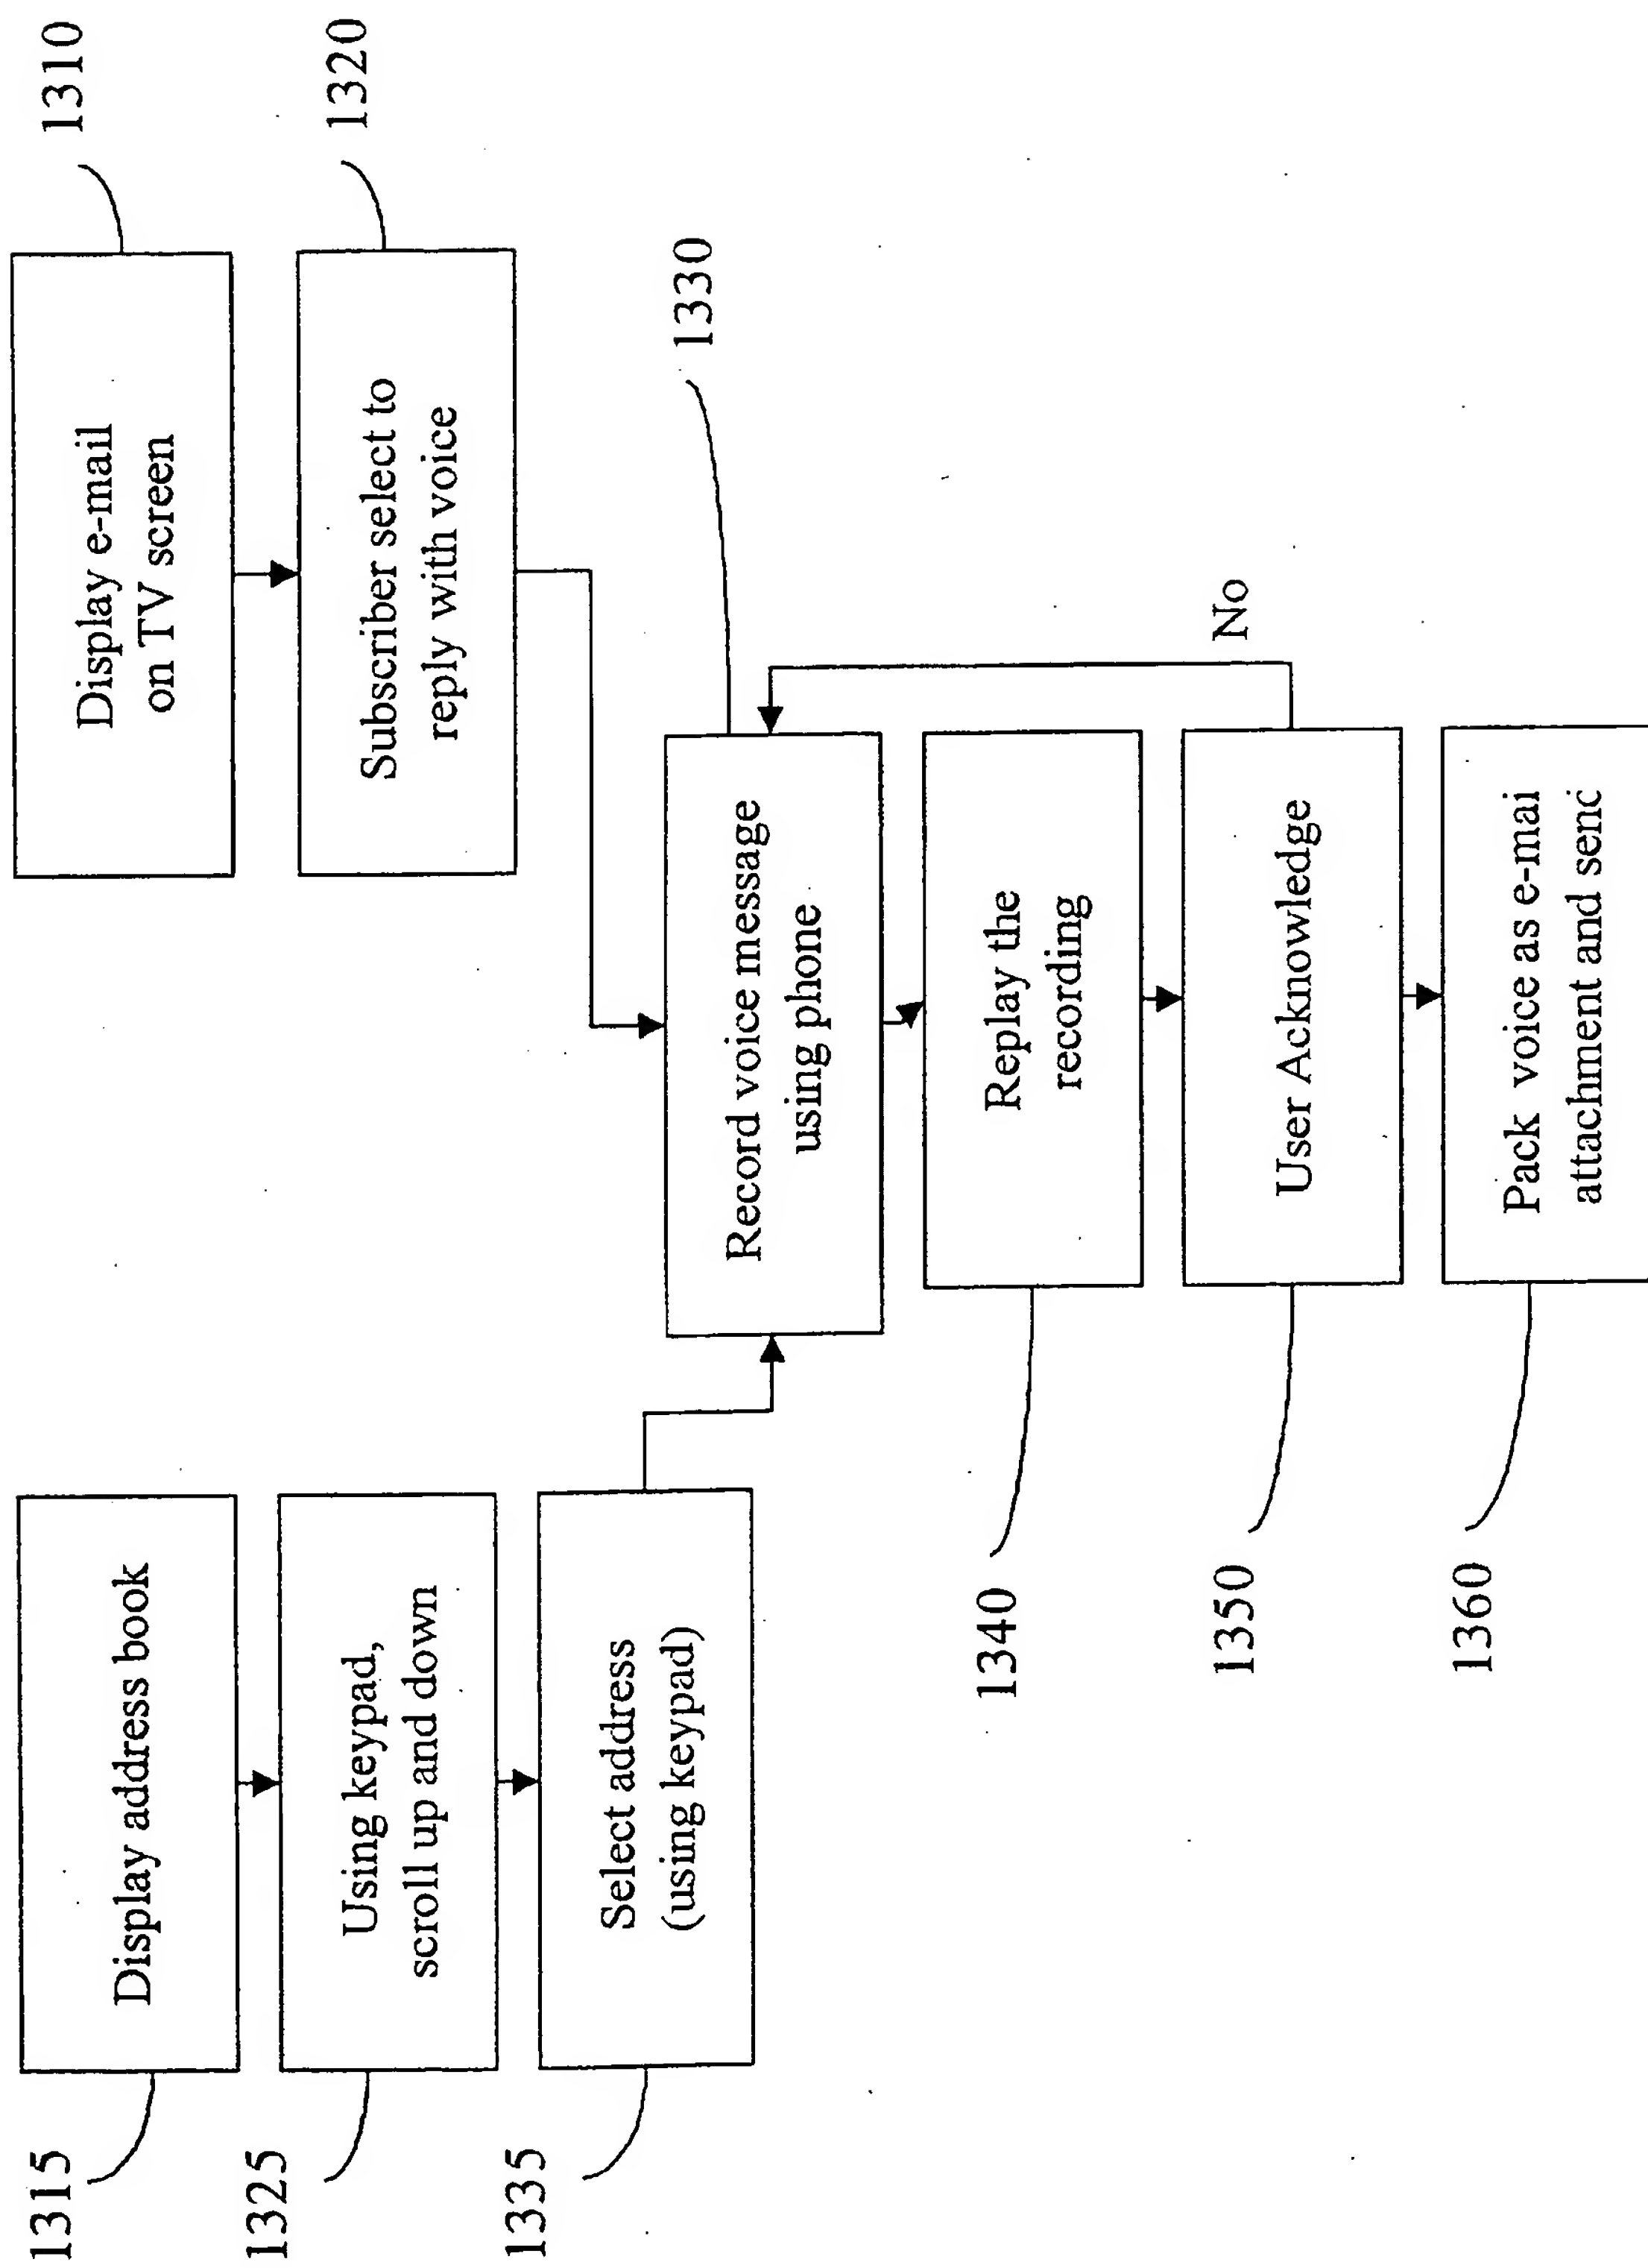 1310
Display e-mail
on TV screen
1320
Subscriber select to
reply with voice
1315
Display address book
1325
Using keypad,
scroll up and down
1335
Select address
(using keypad)
1330
Record voice message
using phone
1340
Replay the
recording
1350
User Acknowledge
No
1360
Pack voice as e-mai
attachment and senc